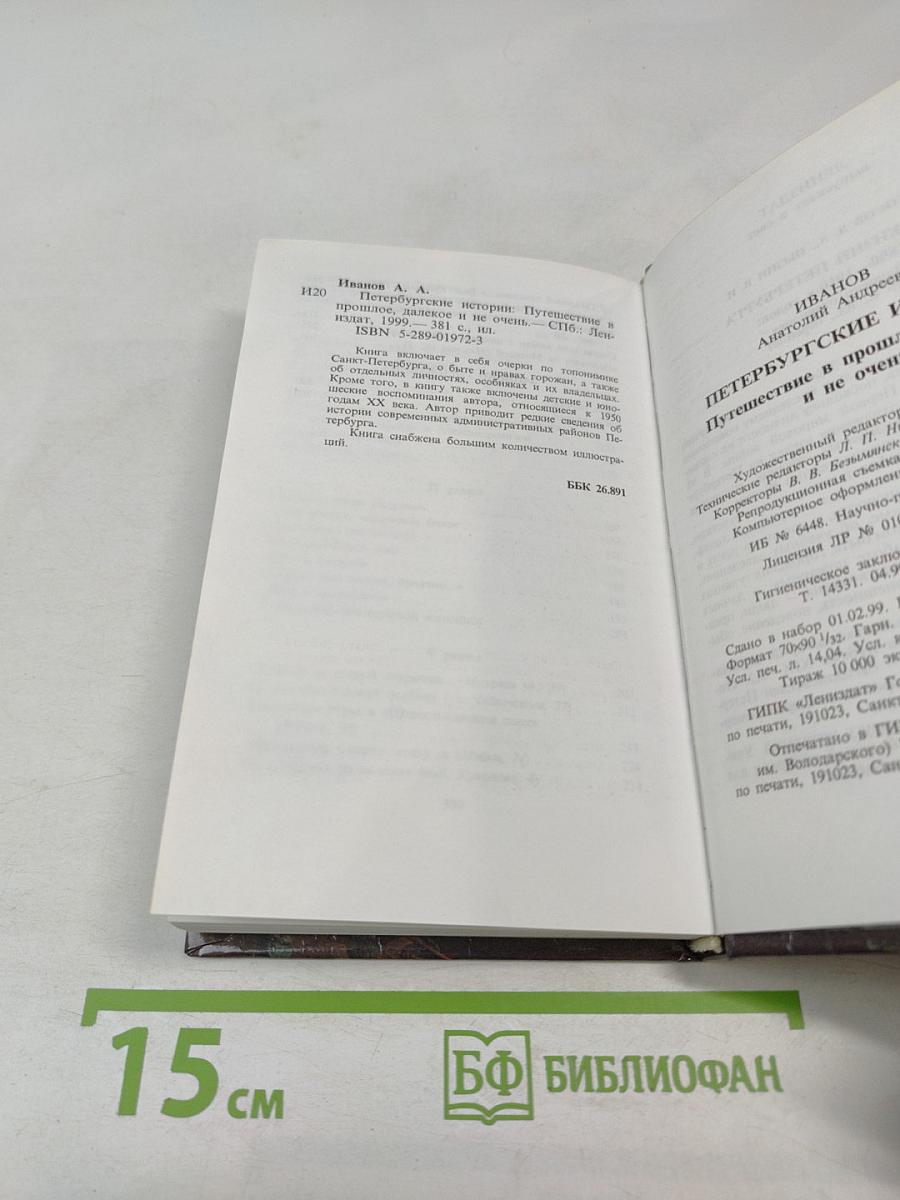 Иванов А. А.
И20 Петербургские истории: Путешествие в
прошлое, далекое и не очень.— СПб.: Лен-
издат, 1999.— 381 с., ил.
ISBN 5-289-01972-3
Книга включает в себя очерки по топонимике
Санкт-Петербурга, о быте и нравах горожан, а также
об отдельных личностях, особняках и их владельцах.
Кроме того, в книгу также включены детские и юно-
шеские воспоминания автора, относящиеся к 1950
годам XX века. Автор приводит редкие сведения об
истории современных административных районов Пе-
тербурга.
Книга снабжена большим количеством иллюстра-
ций.
ББК 26.891
ИВАНОВ
Анатолий Андреев
ПЕТЕРБУРГСКИЕ И
Путешествие в прошл
и не очень
Художественный редактор
Технические редакторы Л. П. Ни
Корректоры В. В. Безымянск
Репродукционная съемка
Компьютерное оформлен
ИБ № 6448. Научно-п
Лицензия ЛР № 010
Гигиеническое заклю
Т. 14331. 04.9
Сдано в набор 01.02.99.
Формат 70×90 1/32. Гарн.
Усл. печ. л. 14,04. Усл. к
Тираж 10 000 эк
ГИПК «Лениздат» Го
по печати, 191023, Санкт
Отпечатано в ГИ
им. Володарского)
по печати, 191023, Сан
15 см
БФ БИБЛИОФАН